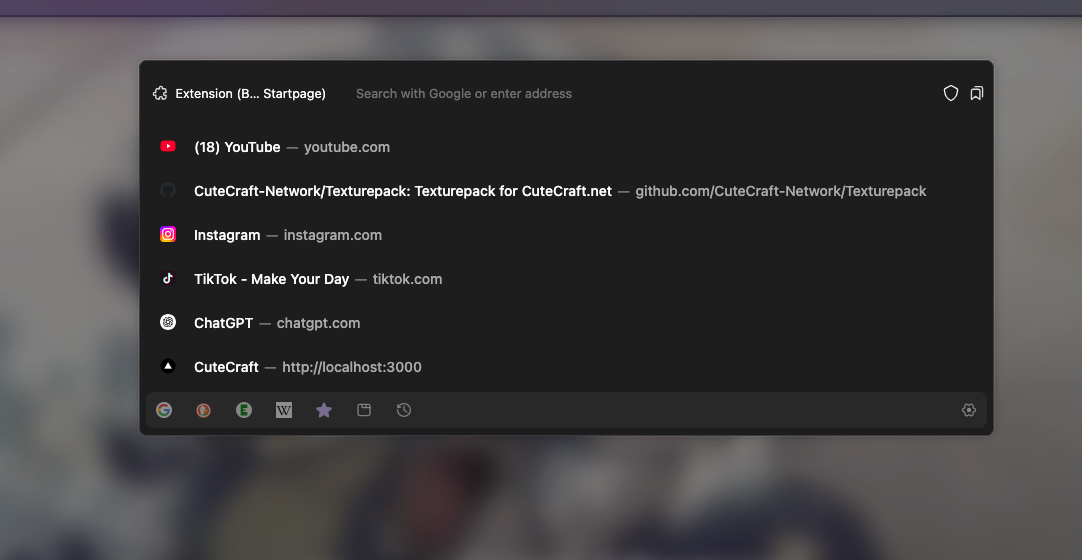 Extension (B... Startpage) Search with Google or enter address
(18) YouTube — youtube.com
CuteCraft-Network/Texturepack: Texturepack for CuteCraft.net — github.com/CuteCraft-Network/Texturepack
Instagram — instagram.com
TikTok - Make Your Day — tiktok.com
ChatGPT — chatgpt.com
CuteCraft — http://localhost:3000
G E W